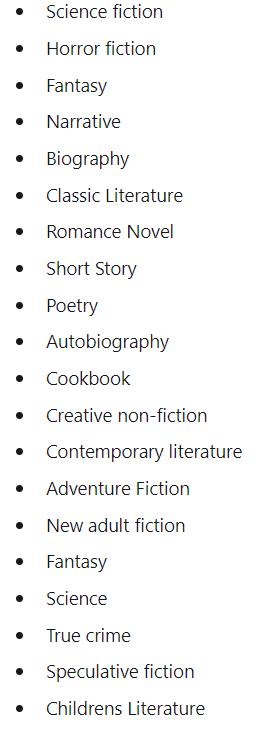 • Science fiction
• Horror fiction
• Fantasy
• Narrative
• Biography
• Classic Literature
• Romance Novel
• Short Story
• Poetry
• Autobiography
• Cookbook
• Creative non-fiction
• Contemporary literature
• Adventure Fiction
• New adult fiction
• Fantasy
• Science
• True crime
• Speculative fiction
• Childrens Literature